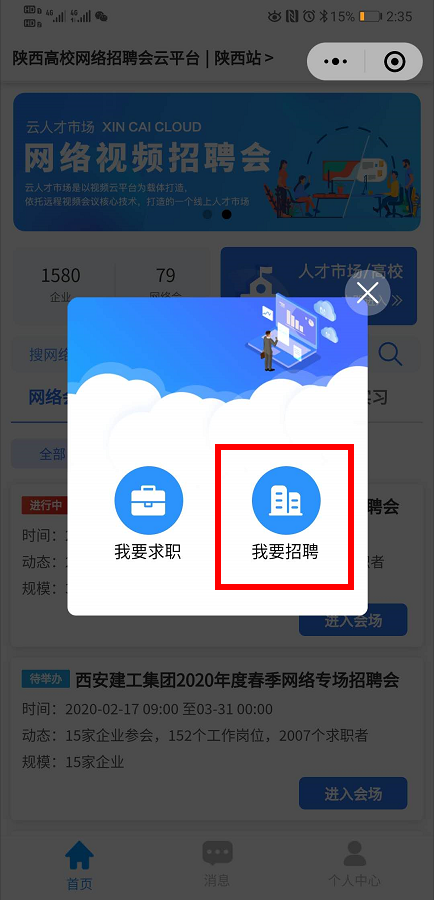 HD 4G 4G 15% 2:35
陕西高校网络招聘会云平台 | 陕西站 >
云人才市场 XIN CAI CLOUD
网络视频招聘会
云人才市场是以视频云平台为载体打造,
依托远程视频会议核心技术、打造的一个线上人才市场
1580 79 人才市场/高校
企业 网络会
搜网络
网络会 实习
全部
进行中 聘会
时间:
动态: 职者
规模:
我要求职 我要招聘
进入会场
待举办 西安建工集团2020年度春季网络专场招聘会
时间: 2020-02-17 09:00 至03-31 00:00
动态: 15家企业参会, 152个工作岗位, 2007个求职者
规模: 15家企业
进入会场
首页 消息 个人中心